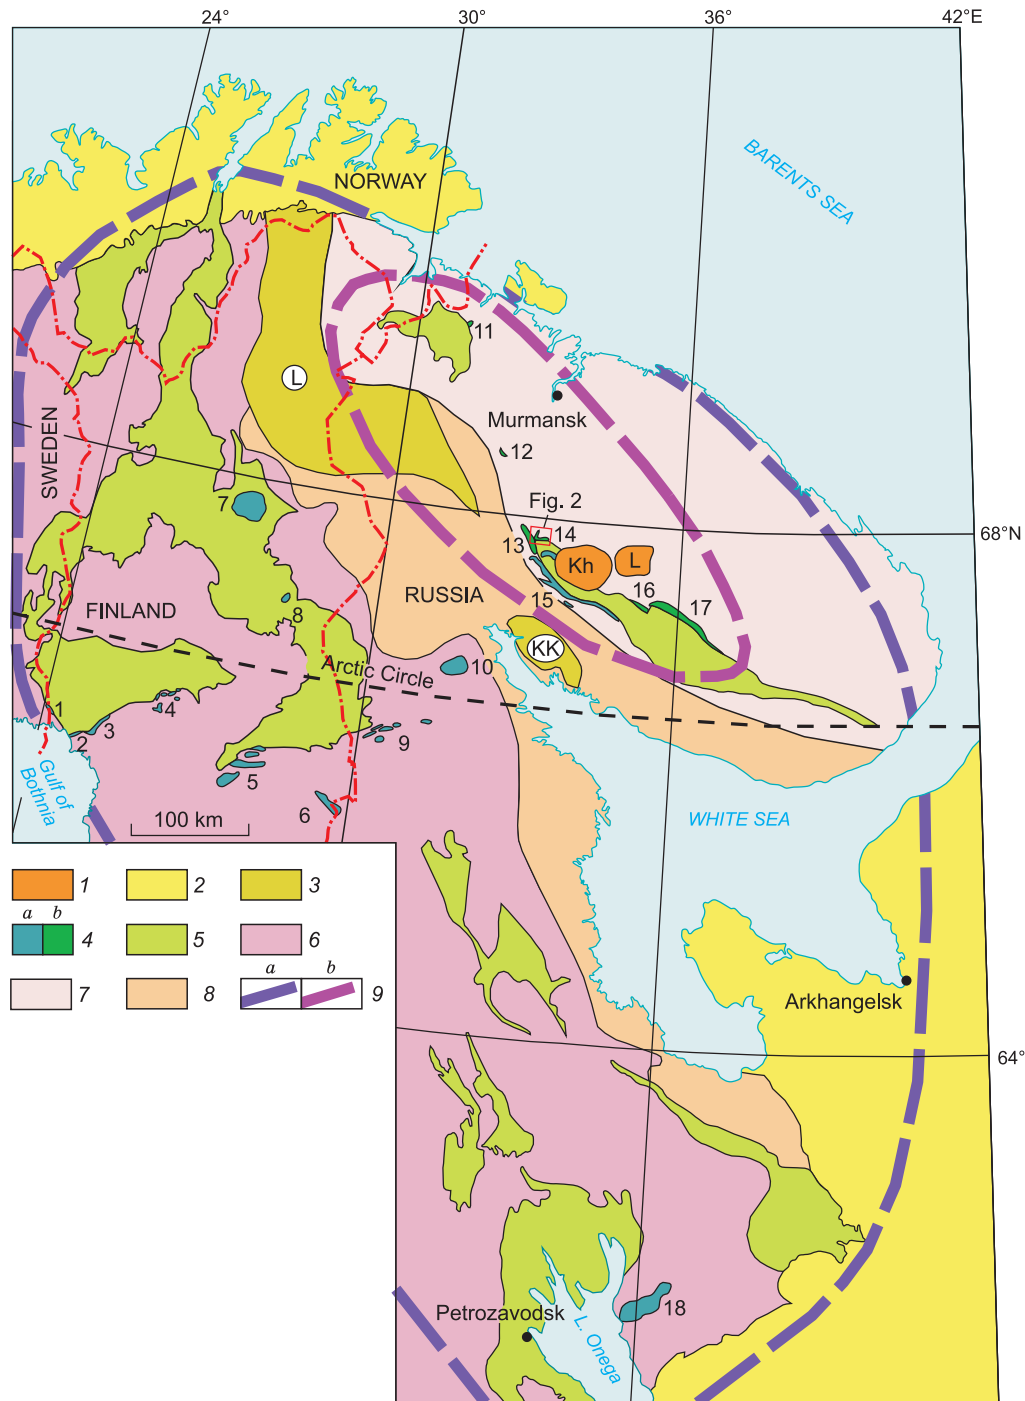 24°
30°
36°
42°E
BARENTS SEA
NORWAY
11
L
Murmansk
SWEDEN
12
Fig. 2
7
68°N
13
14
Kh
L
RUSSIA
15
16
17
FINLAND
8
KK
10
Arctic Circle
1
4
2
3
9
Gulf of
Bothnia
5
6
100 km
WHITE SEA
1
2
3
a b
4
5
6
a b
7
8
9
Arkhangelsk
64°
Petrozavodsk
18
L. Onega